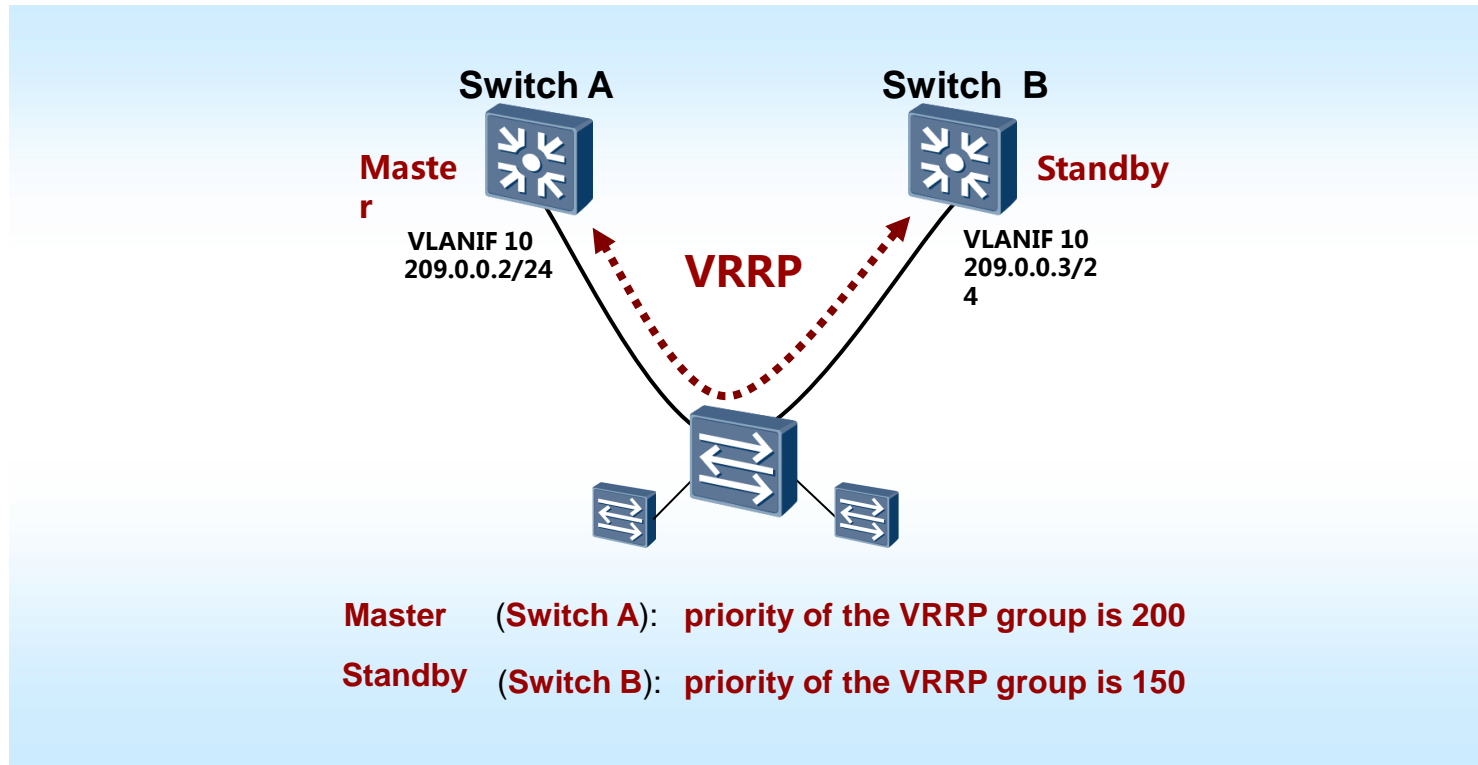 Switch A
Switch  B
Maste
r
Standby
VLANIF 10
209.0.0.2/24
VRRP
VLANIF 10
209.0.0.3/2
4
Master (Switch A): priority of the VRRP group is 200
Standby (Switch B): priority of the VRRP group is 150